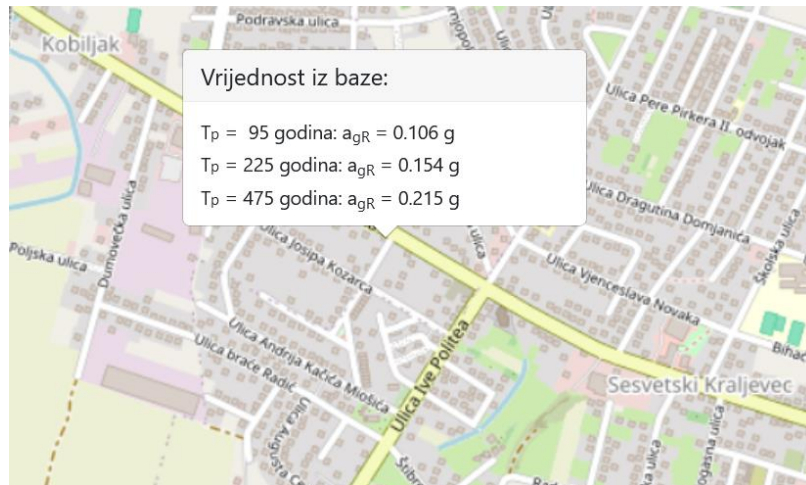 Podravska ulica
Kobiljak
Vrijednost iz baze:
Tp = 95 godina: agR = 0.106 g
Tp = 225 godina: agR = 0.154 g
Tp = 475 godina: agR = 0.215 g
Ulica Pere Pirkera II. odvojak
Ulica Dragutina Domjanića
Školska ulica
Dumovečka ulica
Poljska ulica
Ulica Josipa Kozarca
ulica
Ulica Vjenceslava Novaka
Ulica Andrija Kačića Miošića
Ulica braće Radić
Ulica Ive Politea
Sesvetski Kraljevec